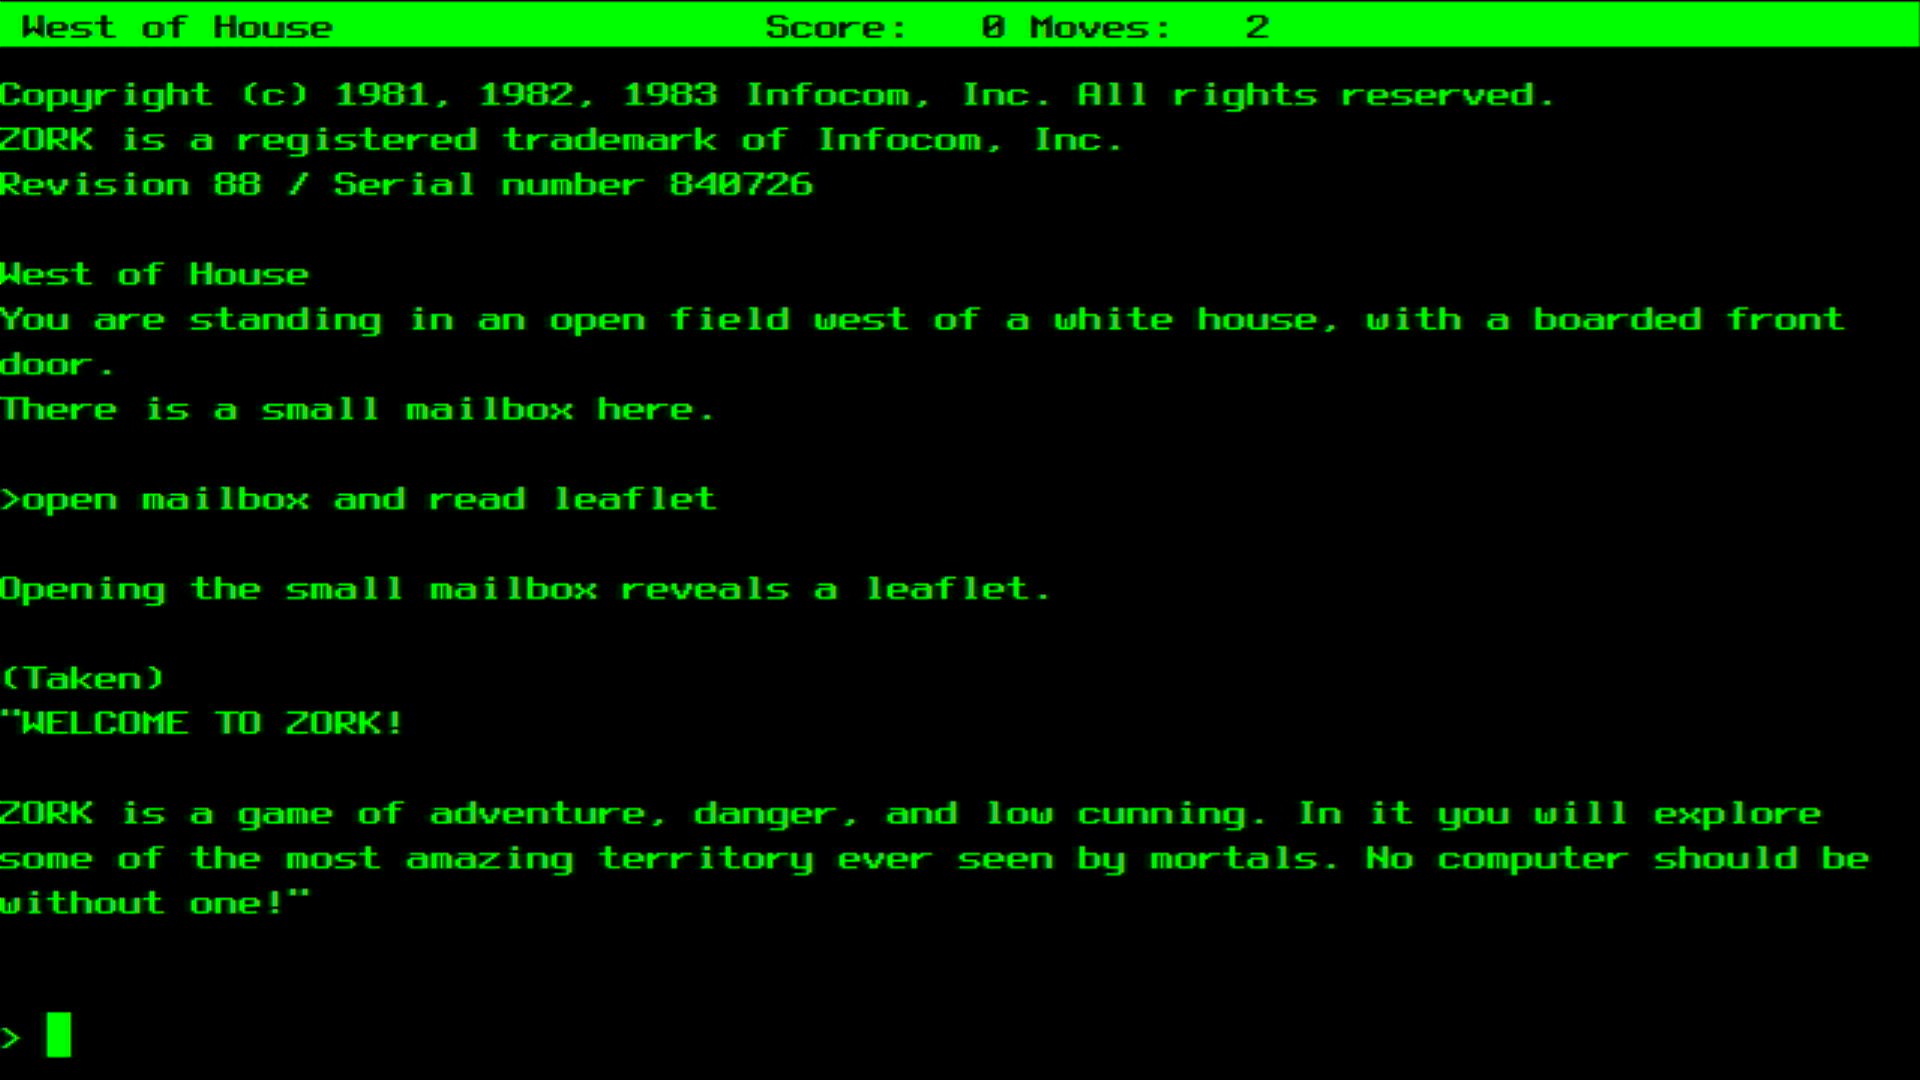 West of House Score: 0 Moves: 2
Copyright (c) 1981, 1982, 1983 Infocom, Inc. All rights reserved.
ZORK is a registered trademark of Infocom, Inc.
Revision 88 / Serial number 840726
West of House
You are standing in an open field west of a white house, with a boarded front
door.
There is a small mailbox here.
>open mailbox and read leaflet
Opening the small mailbox reveals a leaflet.
(Taken)
"WELCOME TO ZORK!
ZORK is a game of adventure, danger, and low cunning. In it you will explore
some of the most amazing territory ever seen by mortals. No computer should be
without one!"
>